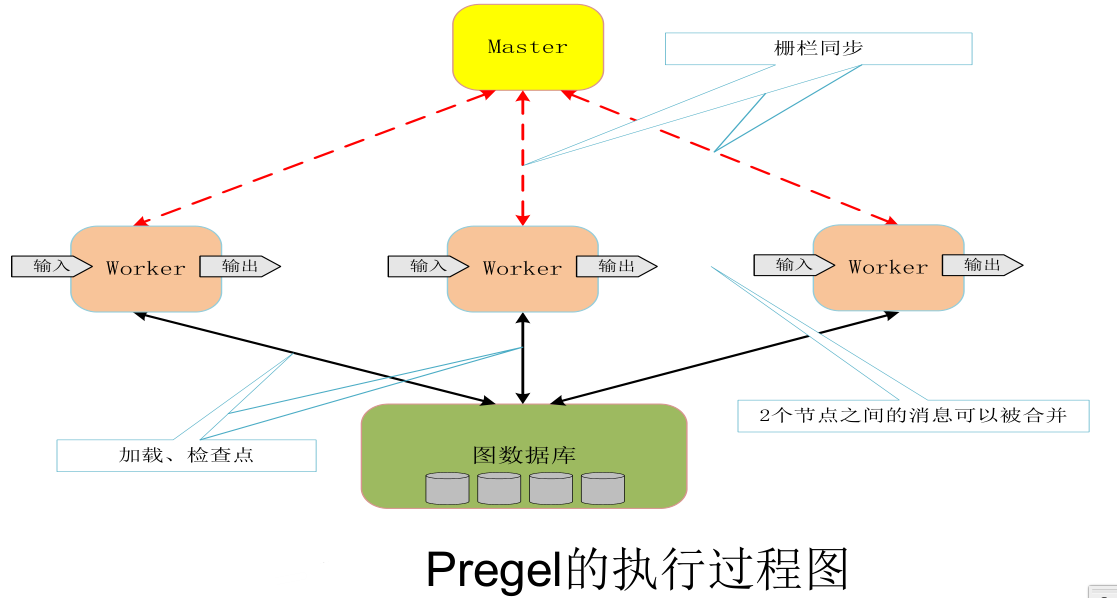 Master
栅栏同步
输入
Worker
输出
输入
Worker
输出
输入
Worker
输出
2个节点之间的消息可以被合并
加载、检查点
图数据库
Pregel的执行过程图